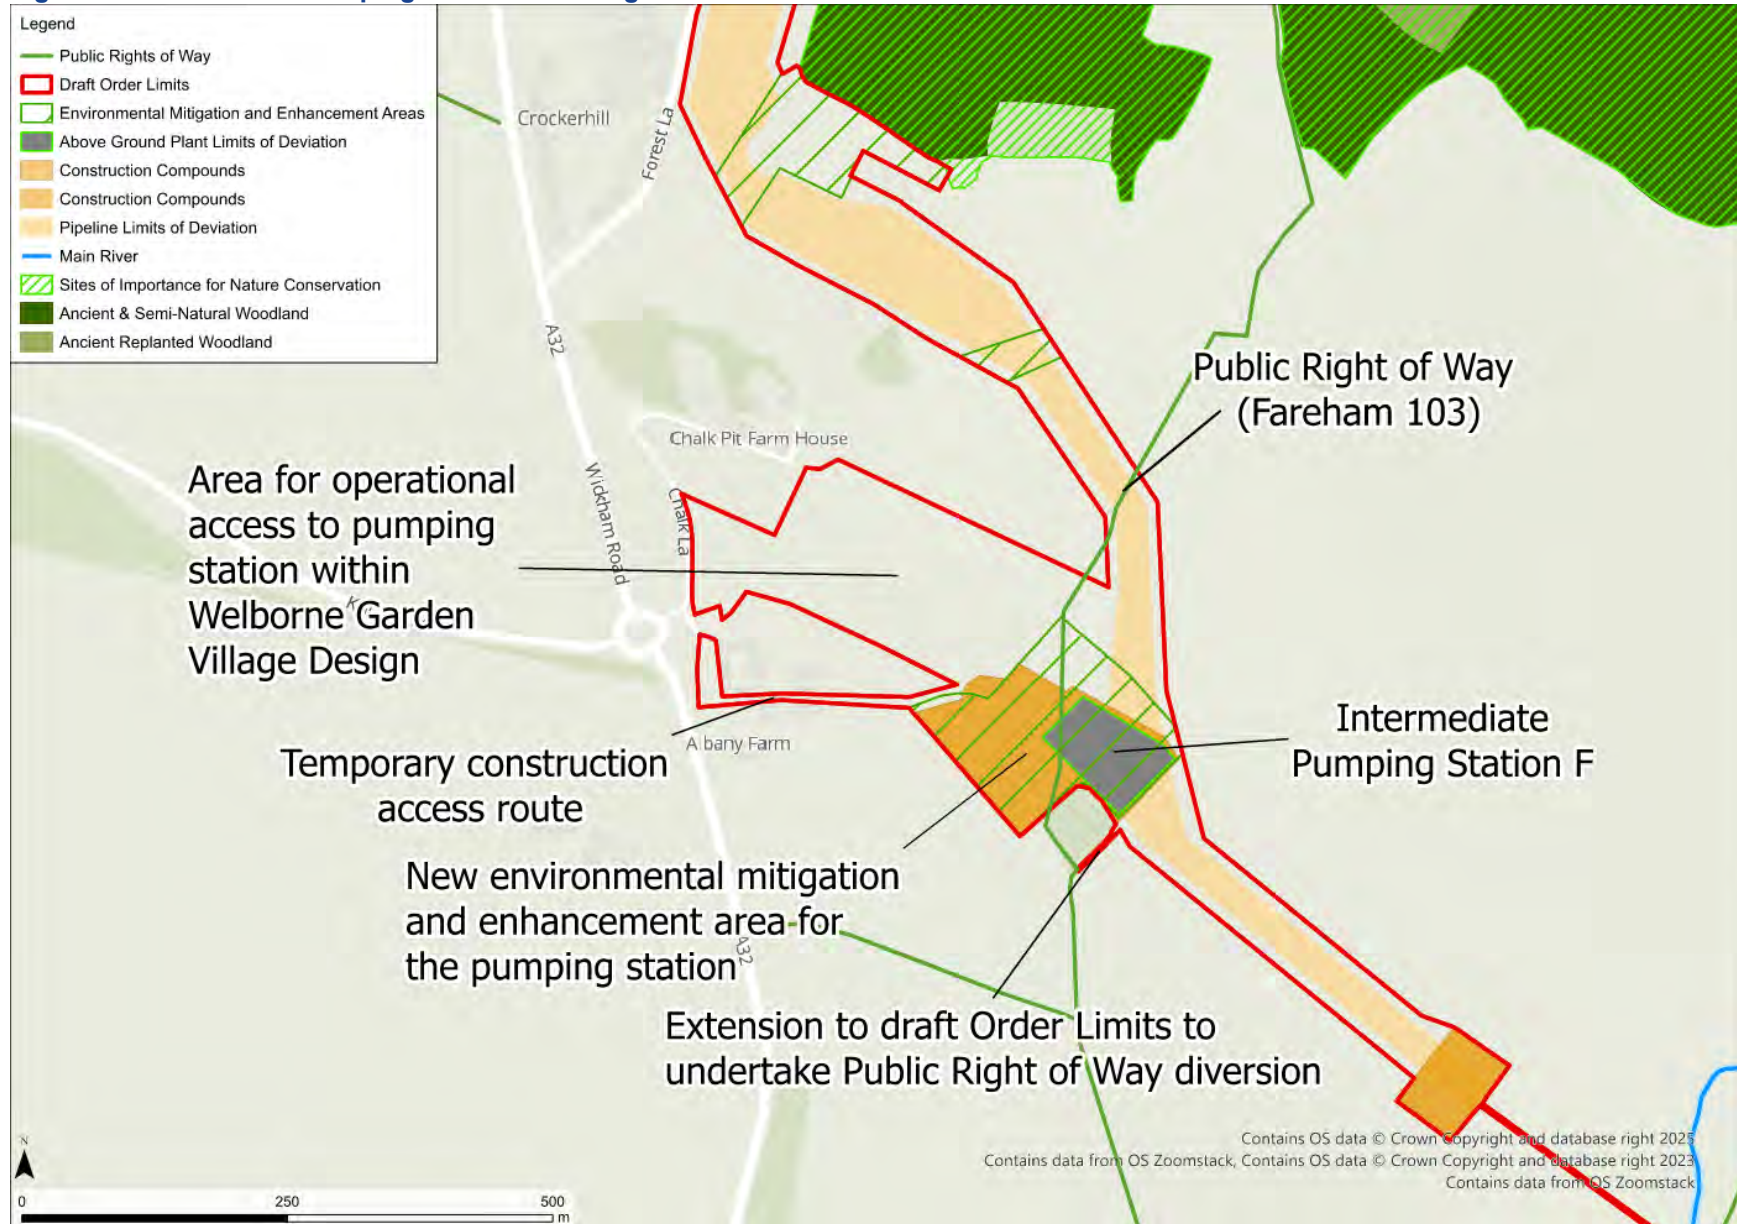 Legend
Public Rights of Way
Draft Order Limits
Environmental Mitigation and Enhancement Areas
Above Ground Plant Limits of Deviation
Construction Compounds
Construction Compounds
Pipeline Limits of Deviation
Main River
Sites of Importance for Nature Conservation
Ancient & Semi-Natural Woodland
Ancient Replanted Woodland
Crockerhill
Forest La
A32
Public Right of Way
(Fareham 103)
Chalk Pit Farm House
Area for operational
access to pumping
station within
Welborne Garden
Village Design
Wickham Road
Chalk La
Intermediate
Pumping Station F
Albany Farm
Temporary construction
access route
New environmental mitigation
and enhancement area for
the pumping station
A32
Extension to draft Order Limits to
undertake Public Right of Way diversion
Contains OS data © Crown Copyright and database right 2025
Contains data from OS Zoomstack, Contains OS data © Crown Copyright and database right 2023
Contains data from OS Zoomstack
N
0 250 500
m